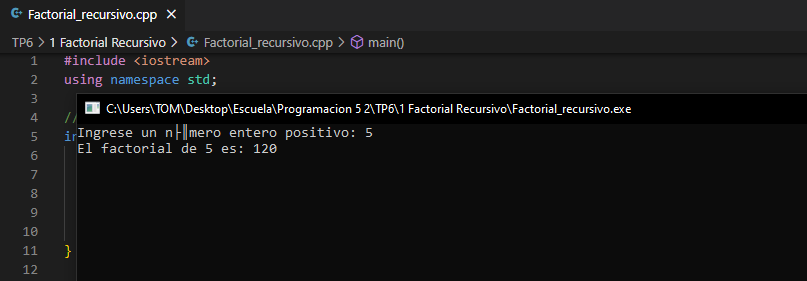 Factorial_recursivo.cpp
TP6 > 1 Factorial Recursivo > Factorial_recursivo.cpp > main()
1 #include <iostream>
2 using namespace std;
3
C:\Users\TOM\Desktop\Escuela\Programacion 5 2\TP6\1 Factorial Recursivo\Factorial_recursivo.exe
4 //
Ingrese un n├║mero entero positivo: 5
5 in
El factorial de 5 es: 120
6
7
8
9
10
11 }
12